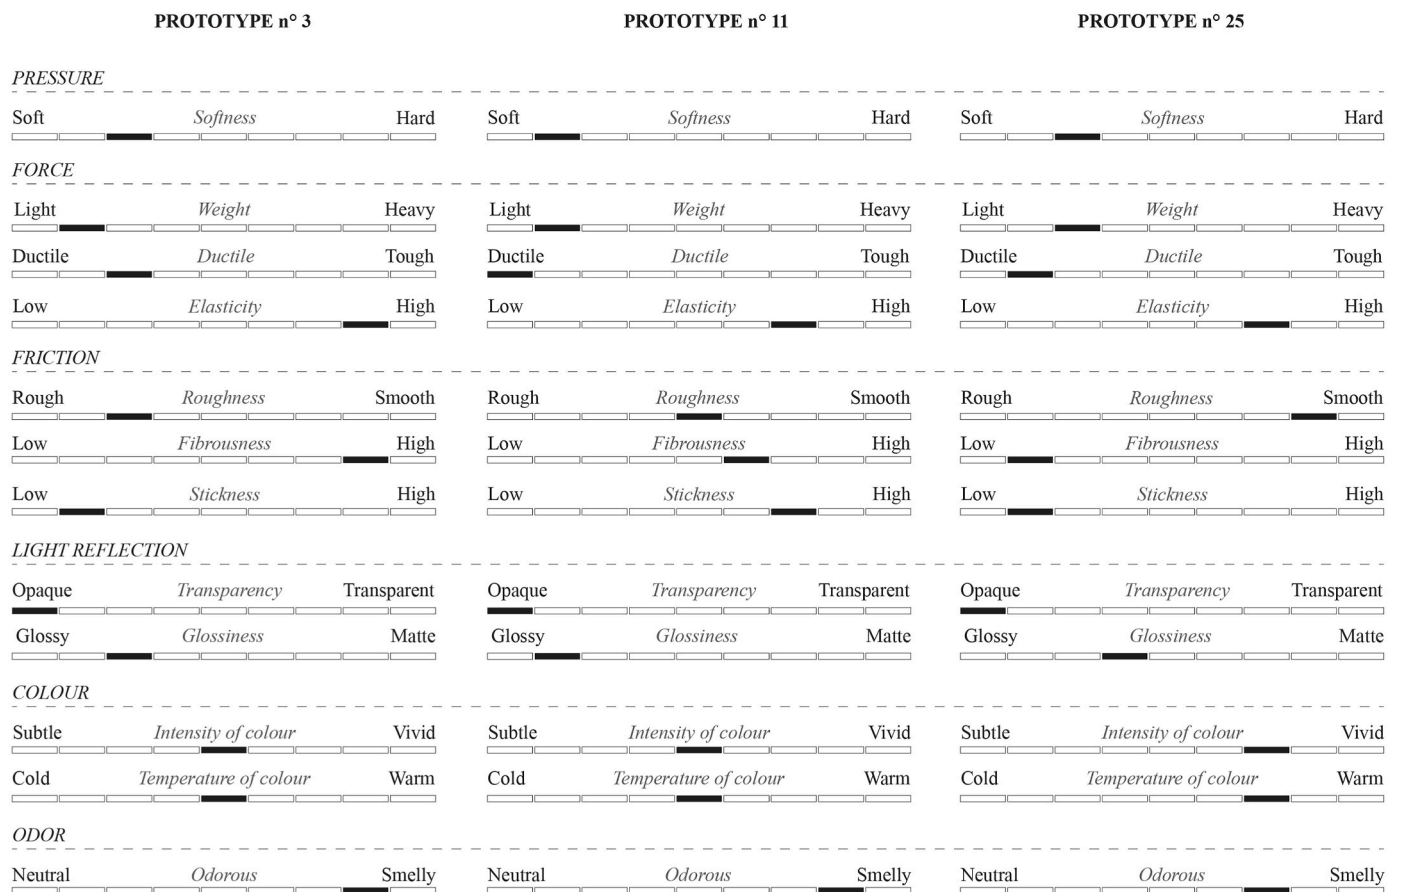 PROTOTYPE n° 3 PROTOTYPE n° 11 PROTOTYPE n° 25
PRESSURE
Soft Softness Hard Soft Softness Hard Soft Softness Hard
FORCE
Light Weight Heavy Light Weight Heavy Light Weight Heavy
Ductile Ductile Tough Ductile Ductile Tough Ductile Ductile Tough
Low Elasticity High Low Elasticity High Low Elasticity High
FRICTION
Rough Roughness Smooth Rough Roughness Smooth Rough Roughness Smooth
Low Fibrousness High Low Fibrousness High Low Fibrousness High
Low Stickness High Low Stickness High Low Stickness High
LIGHT REFLECTION
Opaque Transparency Transparent Opaque Transparency Transparent Opaque Transparency Transparent
Glossy Glossiness Matte Glossy Glossiness Matte Glossy Glossiness Matte
COLOUR
Subtle Intensity of colour Vivid Subtle Intensity of colour Vivid Subtle Intensity of colour Vivid
Cold Temperature of colour Warm Cold Temperature of colour Warm Cold Temperature of colour Warm
ODOR
Neutral Odorous Smelly Neutral Odorous Smelly Neutral Odorous Smelly